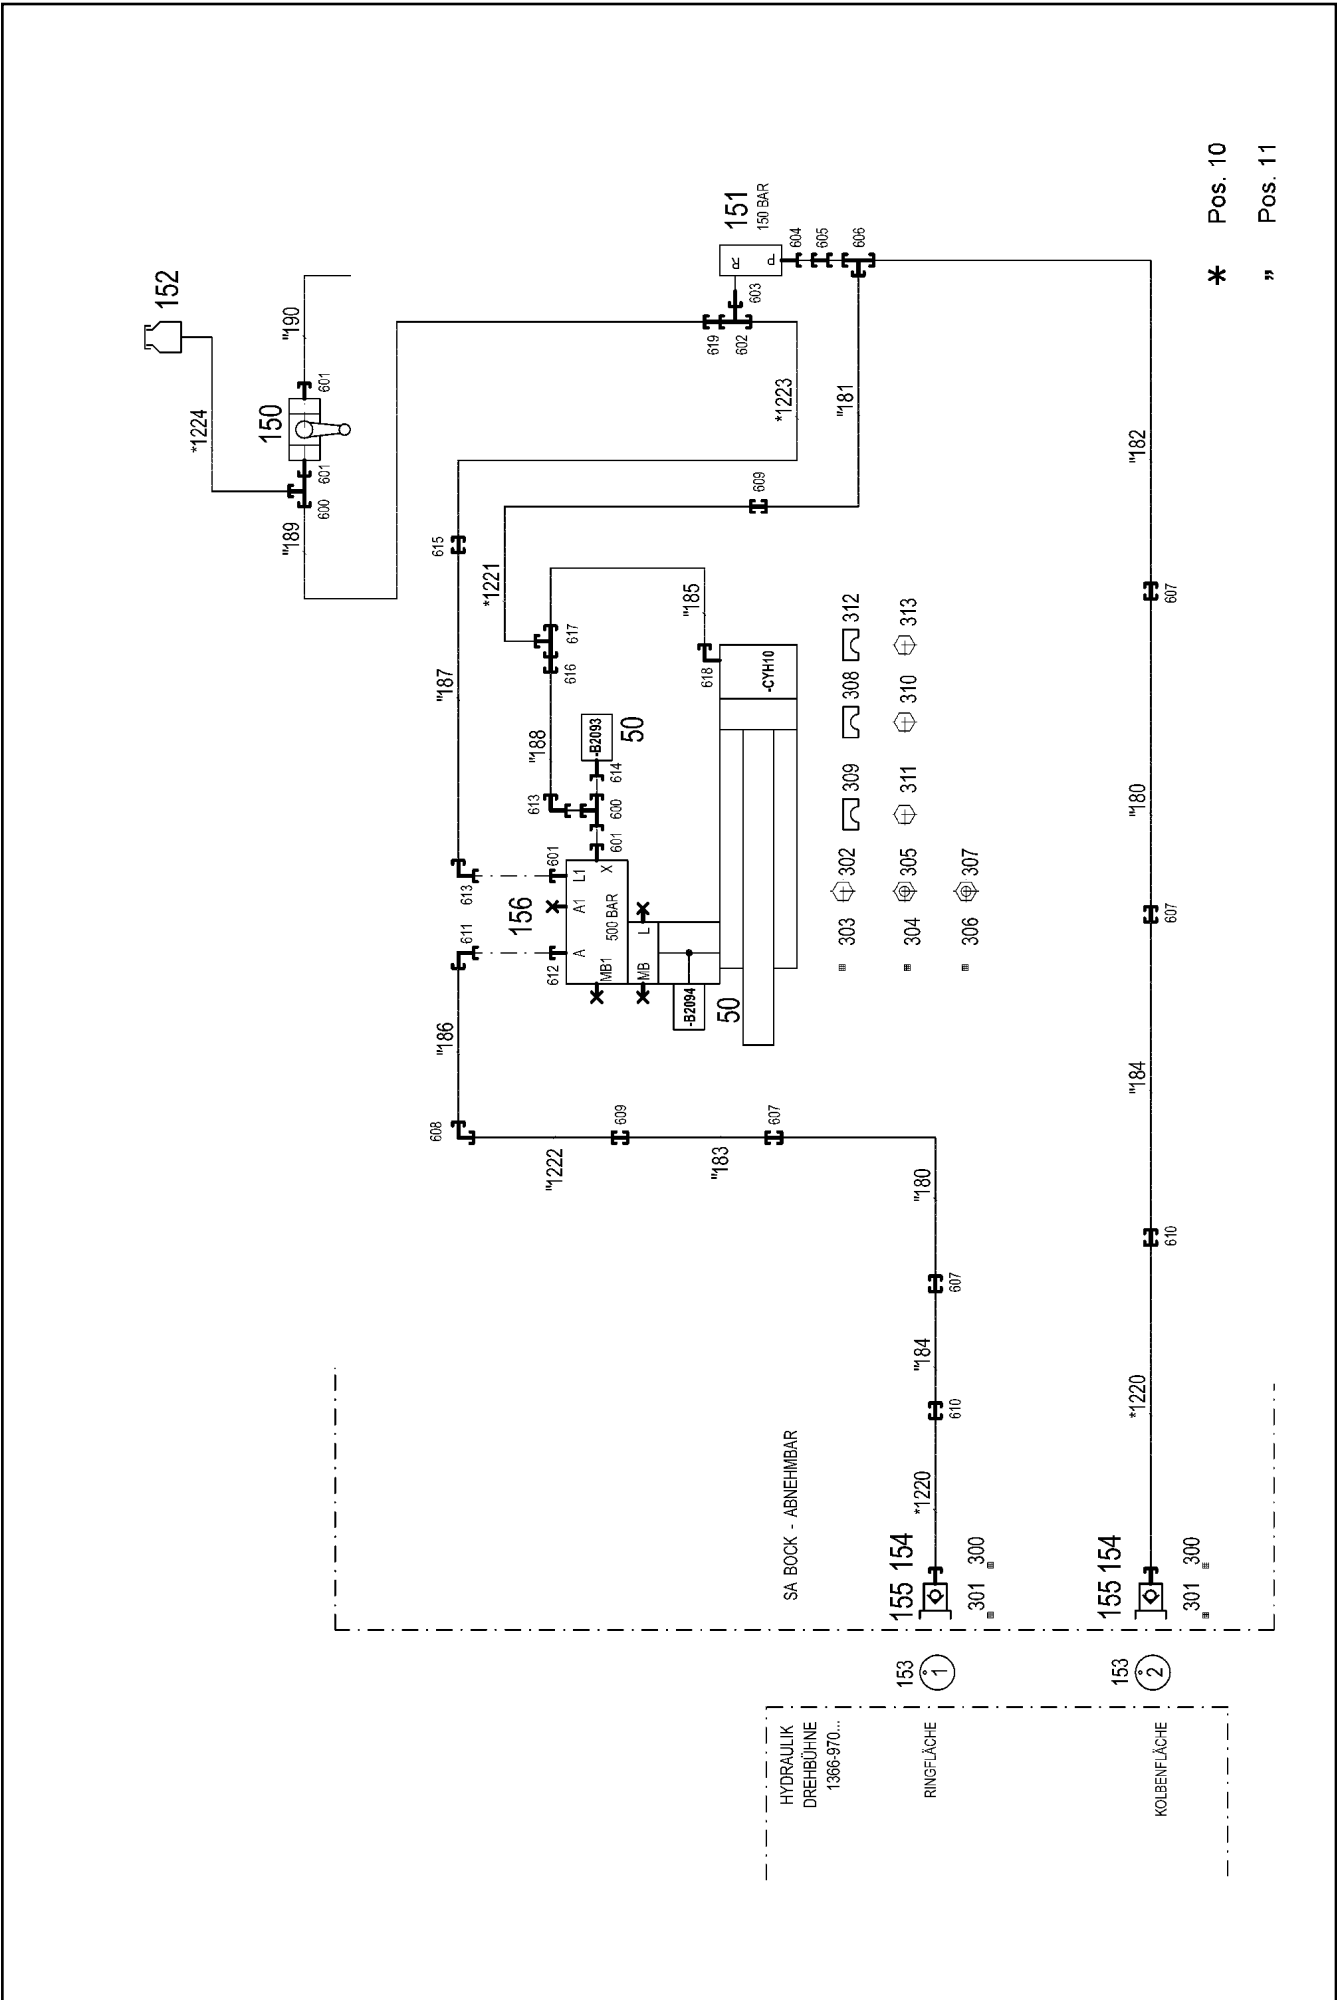 152
"190
*1224
150
601
601
600
"189
151
150 BAR
R
P
604
605
606
603
619
602
*1223
"181
"182
609
615
*1221
"187
617
616
"185
618
-CYH10
"188
-B2093
50
614
613
600
601
601
613
156
611
612
A
A1
L1
X
MB1
500 BAR
MB
L
-B2094
50
"186
608
609
607
"1222
"183
303 302 309 308 312
304 305 311 310 313
306 307
607
"180
607
"184
610
*1220
"180
607
"184
610
*1220
SA BOCK - ABNEHMBAR
155 154
301 300
155 154
301 300
153
1
153
2
HYDRAULIK
DREHBÜHNE
1366-970...
RINGFLÄCHE
KOLBENFLÄCHE
* Pos. 10
" Pos. 11